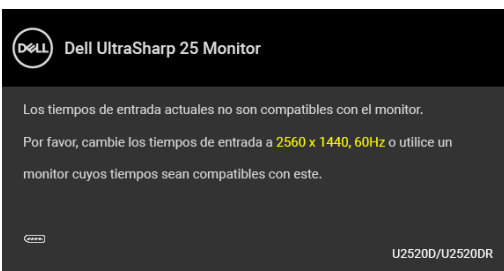 DELL Dell UltraSharp 25 Monitor
Los tiempos de entrada actuales no son compatibles con el monitor.
Por favor, cambie los tiempos de entrada a 2560 x 1440, 60Hz o utilice un
monitor cuyos tiempos sean compatibles con este.
U2520D/U2520DR